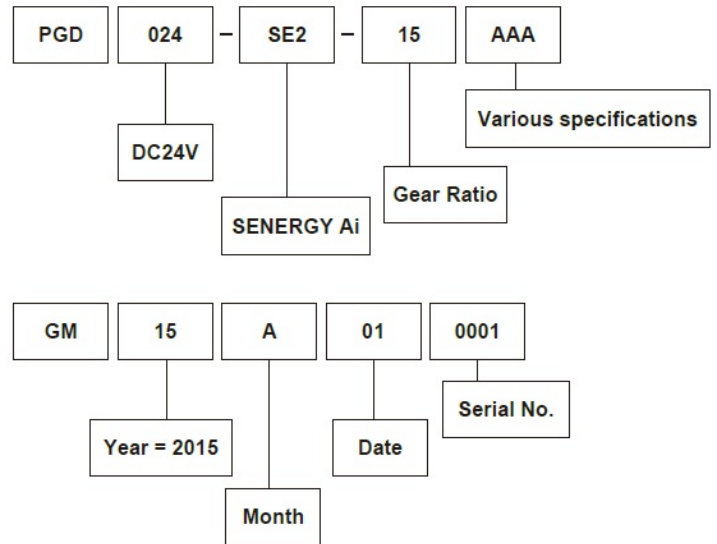 PGD 024 - SE2 - 15 AAA
Various specifications
DC24V
Gear Ratio
SENERGY Ai
GM 15 A 01 0001
Serial No.
Year = 2015
Date
Month